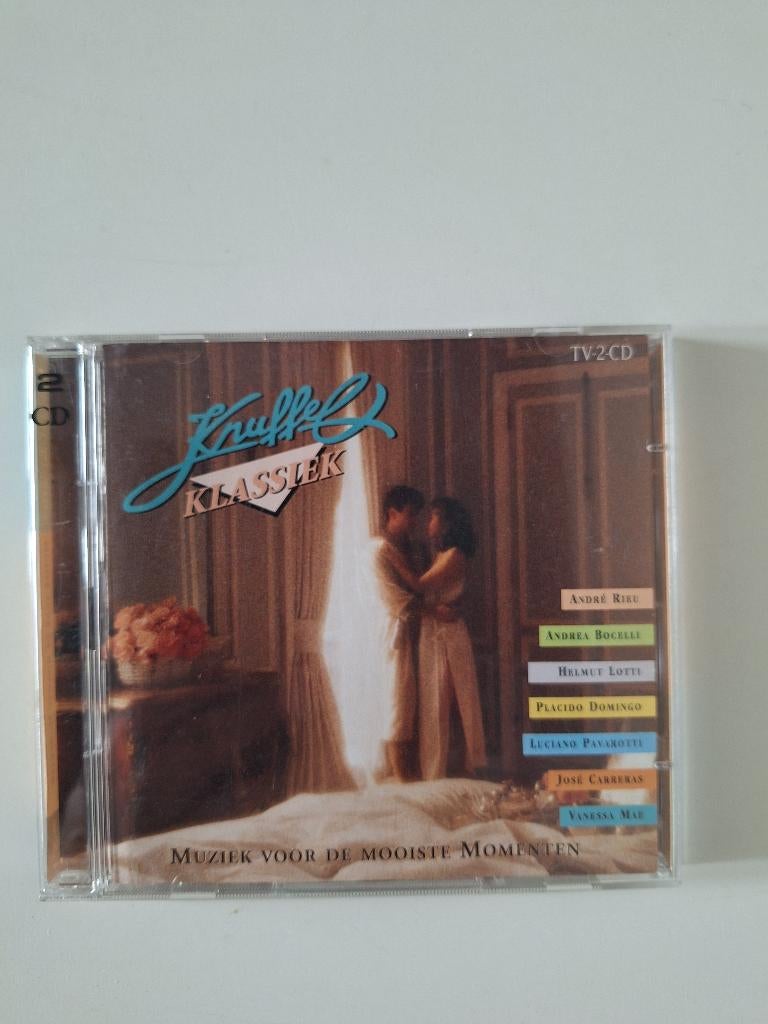 2
CD
TV-2-CD
Knuffel
KLASSIEK
ANDRÉ RIEU
ANDREA BOCELLI
HELMUT LOTTI
PLACIDO DOMINGO
LUCIANO PAVAROTTI
JOSÉ CARRERAS
VANESSA MAE
MUZIEK VOOR DE MOOISTE MOMENTEN